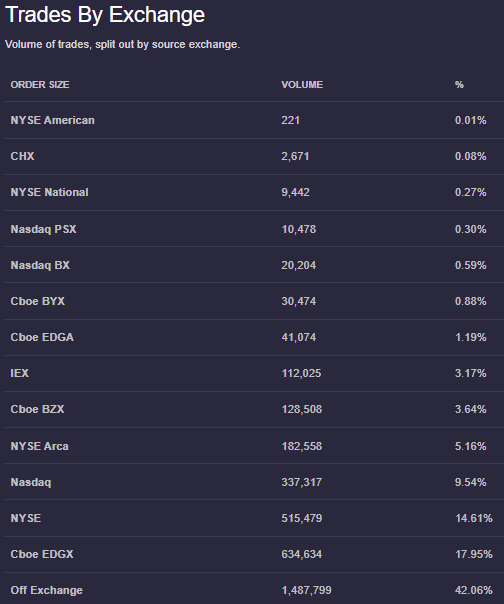 Trades By Exchange
Volume of trades, split out by source exchange.
ORDER SIZE VOLUME %
NYSE American 221 0.01%
CHX 2,671 0.08%
NYSE National 9,442 0.27%
Nasdaq PSX 10,478 0.30%
Nasdaq BX 20,204 0.59%
Cboe BYX 30,474 0.88%
Cboe EDGA 41,074 1.19%
IEX 112,025 3.17%
Cboe BZX 128,508 3.64%
NYSE Arca 182,558 5.16%
Nasdaq 337,317 9.54%
NYSE 515,479 14.61%
Cboe EDGX 634,634 17.95%
Off Exchange 1,487,799 42.06%